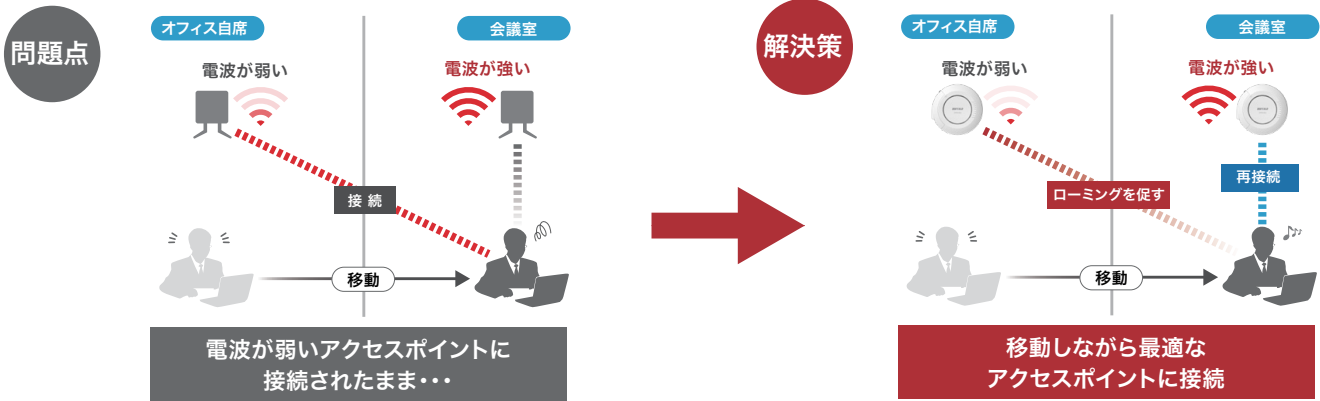 問題点
オフィス自席
会議室
電波が弱い
電波が強い
接続
移動
電波が弱いアクセスポイントに
接続されたまま・・・
解決策
オフィス自席
会議室
電波が弱い
電波が強い
再接続
ローミングを促す
移動
移動しながら最適な
アクセスポイントに接続